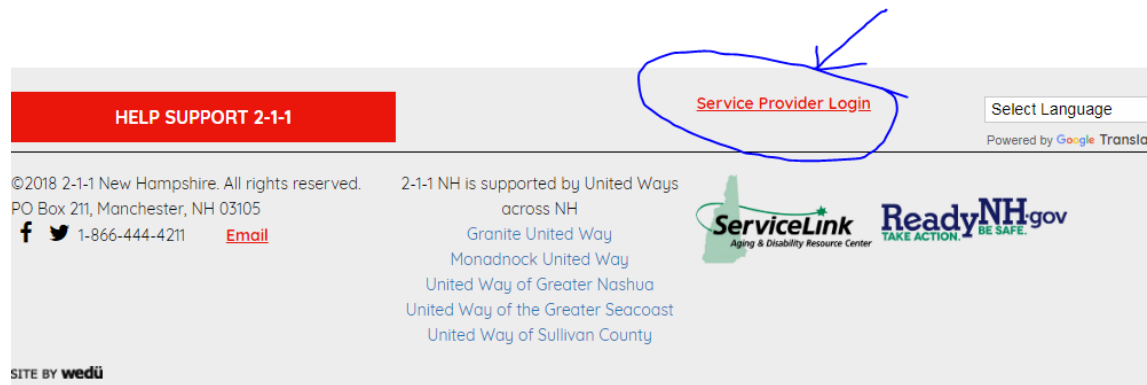 HELP SUPPORT 2-1-1
Service Provider Login
Select Language
Powered by Google Transla
©2018 2-1-1 New Hampshire. All rights reserved.
PO Box 211, Manchester, NH 03105
1-866-444-4211 Email
2-1-1 NH is supported by United Ways
across NH
Granite United Way
Monadnock United Way
United Way of Greater Nashua
United Way of the Greater Seacoast
United Way of Sullivan County
ServiceLink
Aging & Disability Resource Center
ReadyNH.gov
TAKE ACTION. BE SAFE.
SITE BY wedü